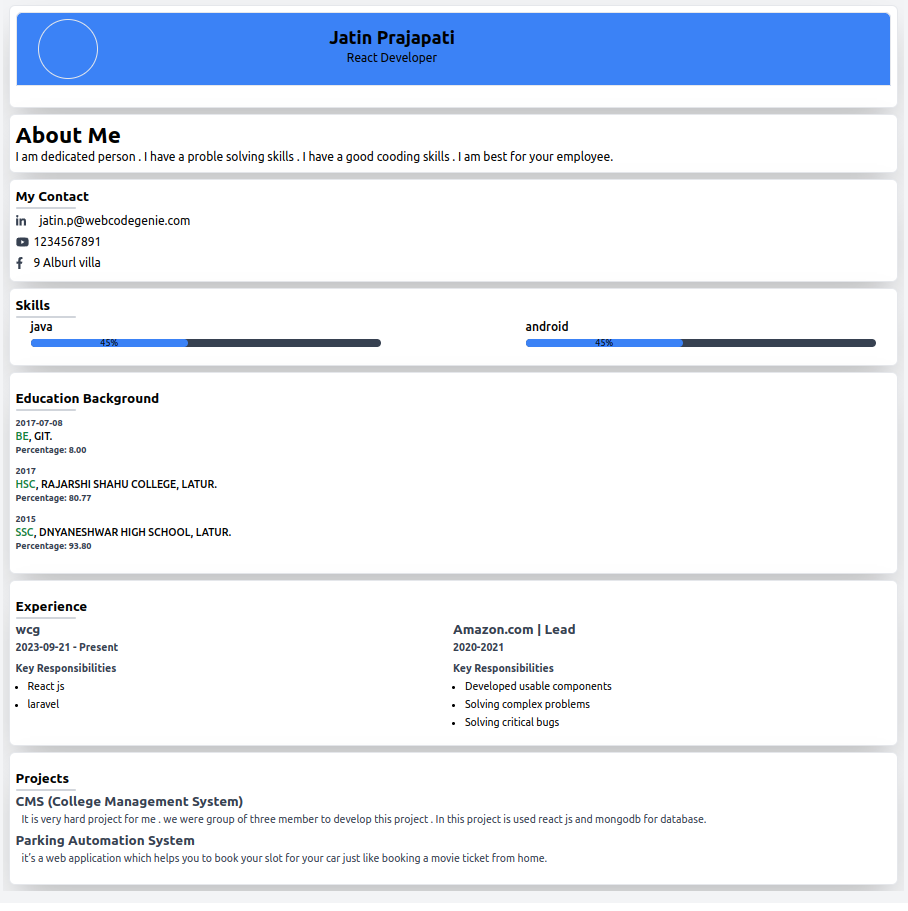 Jatin Prajapati
React Developer
About Me
I am dedicated person . I have a proble solving skills . I have a good cooding skills . I am best for your employee.
My Contact
jatin.p@webcodegenie.com
1234567891
9 Alburl villa
Skills
java
45%
android
45%
Education Background
2017-07-08
BE, GIT.
Percentage: 8.00
2017
HSC, RAJARSHI SHAHU COLLEGE, LATUR.
Percentage: 80.77
2015
SSC, DNYANESHWAR HIGH SCHOOL, LATUR.
Percentage: 93.80
Experience
wcg
2023-09-21 - Present
Key Responsibilities
• React js
• laravel
Amazon.com | Lead
2020-2021
Key Responsibilities
• Developed usable components
• Solving complex problems
• Solving critical bugs
Projects
CMS (College Management System)
It is very hard project for me . we were group of three member to develop this project . In this project is used react js and mongodb for database.
Parking Automation System
it's a web application which helps you to book your slot for your car just like booking a movie ticket from home.